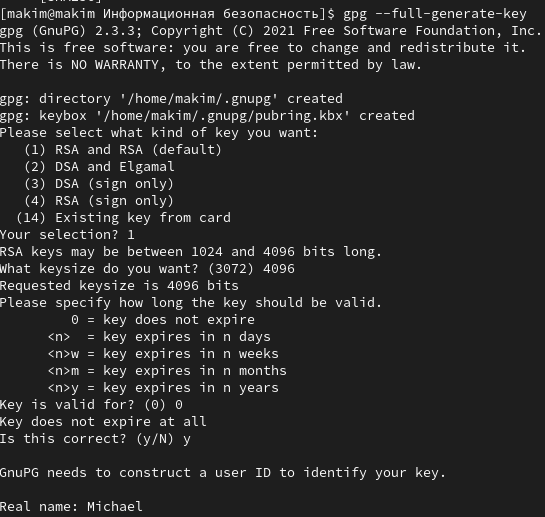 [makim@makim Информационная безопасность]$ gpg --full-generate-key
gpg (GnuPG) 2.3.3; Copyright (C) 2021 Free Software Foundation, Inc.
This is free software: you are free to change and redistribute it.
There is NO WARRANTY, to the extent permitted by law.
gpg: directory '/home/makim/.gnupg' created
gpg: keybox '/home/makim/.gnupg/pubring.kbx' created
Please select what kind of key you want:
   (1) RSA and RSA (default)
   (2) DSA and Elgamal
   (3) DSA (sign only)
   (4) RSA (sign only)
  (14) Existing key from card
Your selection? 1
RSA keys may be between 1024 and 4096 bits long.
What keysize do you want? (3072) 4096
Requested keysize is 4096 bits
Please specify how long the key should be valid.
         0 = key does not expire
      <n>  = key expires in n days
      <n>w = key expires in n weeks
      <n>m = key expires in n months
      <n>y = key expires in n years
Key is valid for? (0) 0
Key does not expire at all
Is this correct? (y/N) y
GnuPG needs to construct a user ID to identify your key.
Real name: Michael